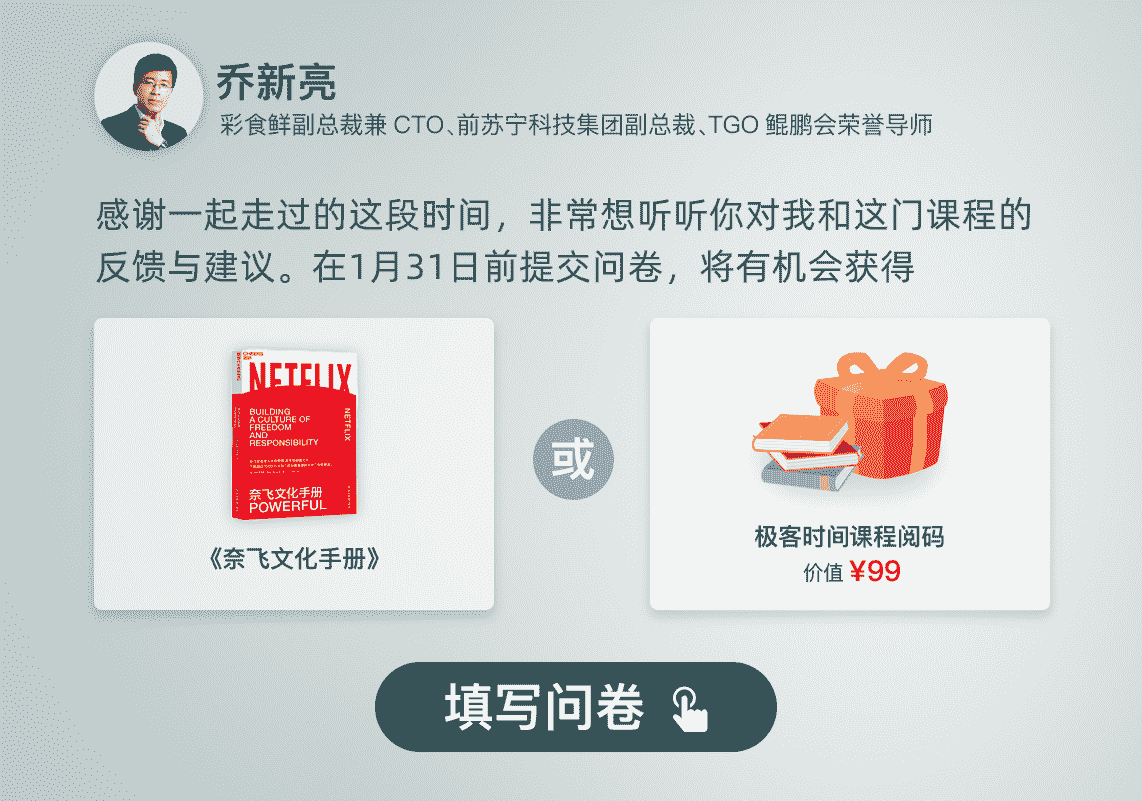 乔新亮
彩食鲜副总裁兼 CTO、前苏宁科技集团副总裁、TGO 鲲鹏会荣誉导师
感谢一起走过的这段时间，非常想听听你对我和这门课程的
反馈与建议。在1月31日前提交问卷，将有机会获得
NETFLIX
BUILDING
A CULTURE OF
FREEDOM
AND
RESPONSIBILITY
NETFLIX
奈飞文化手册
POWERFUL
《奈飞文化手册》
或
极客时间课程阅码
价值 ¥99
填写问卷